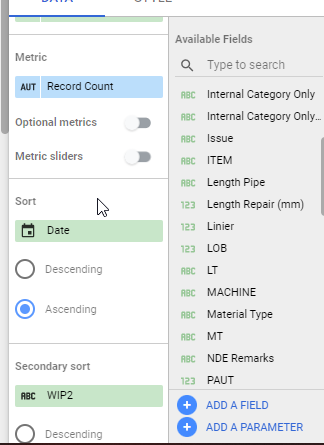 DATA
STYLE
Metric
AUT Record Count
Optional metrics
Metric sliders
Sort
Date
Descending
Ascending
Secondary sort
ABC WIP2
Descending
Available Fields
Type to search
ABC Internal Category Only
ABC Internal Category Only...
ABC Issue
ABC ITEM
ABC Length Pipe
123 Length Repair (mm)
123 Linier
ABC LOB
ABC LT
ABC MACHINE
ABC Material Type
ABC MT
ABC NDE Remarks
123 PAUT
ADD A FIELD
ADD A PARAMETER